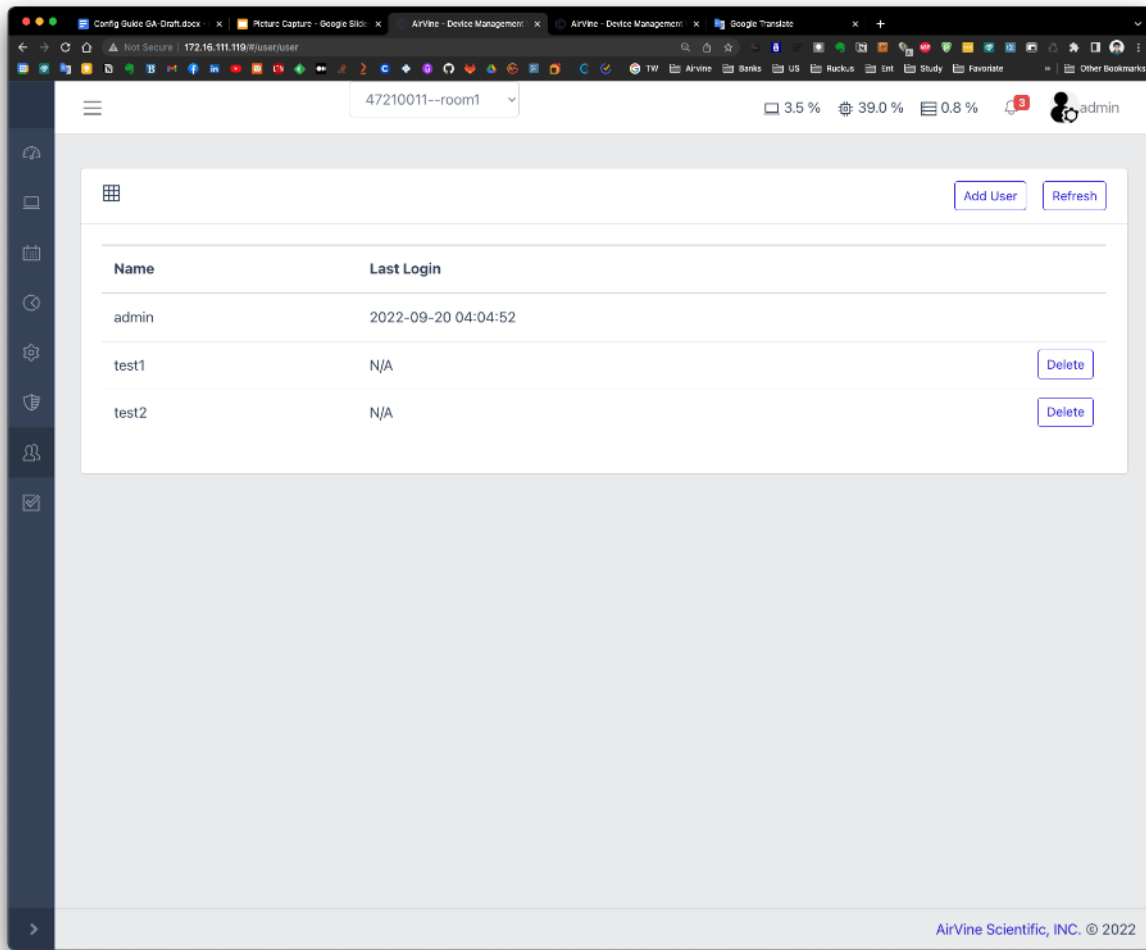 Config Guide GA-Draft.docx -
Picture Capture - Google Slide
AirVine - Device Management
AirVine - Device Management
Google Translate
Not Secure | 172.16.111.119/#/user/user
TW Airvine Banks US Ruckus Ent Study Favoriate » Other Bookmarks
47210011--room1
3.5 % 39.0 % 0.8 % 3 admin
Add User Refresh
Name Last Login
admin 2022-09-20 04:04:52
test1 N/A Delete
test2 N/A Delete
AirVine Scientific, INC. © 2022